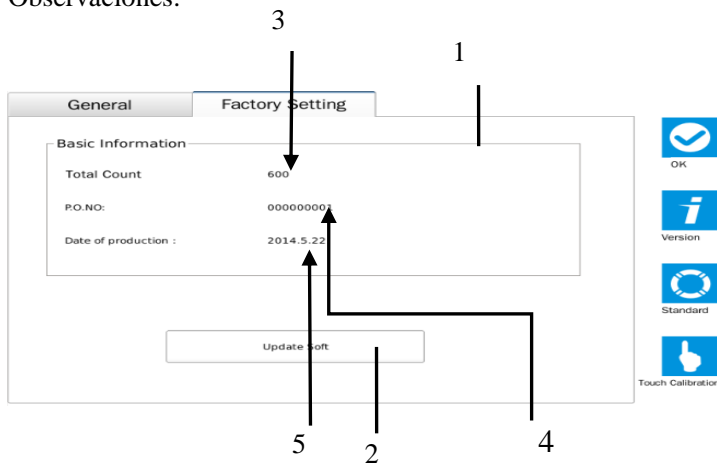 Observaciones:
3
1
General Factory Setting
Basic Information
Total Count 600
P.O.NO: 000000001
Date of production : 2014.5.22
Update Soft
OK
Version
Standard
Touch Calibration
5 2 4